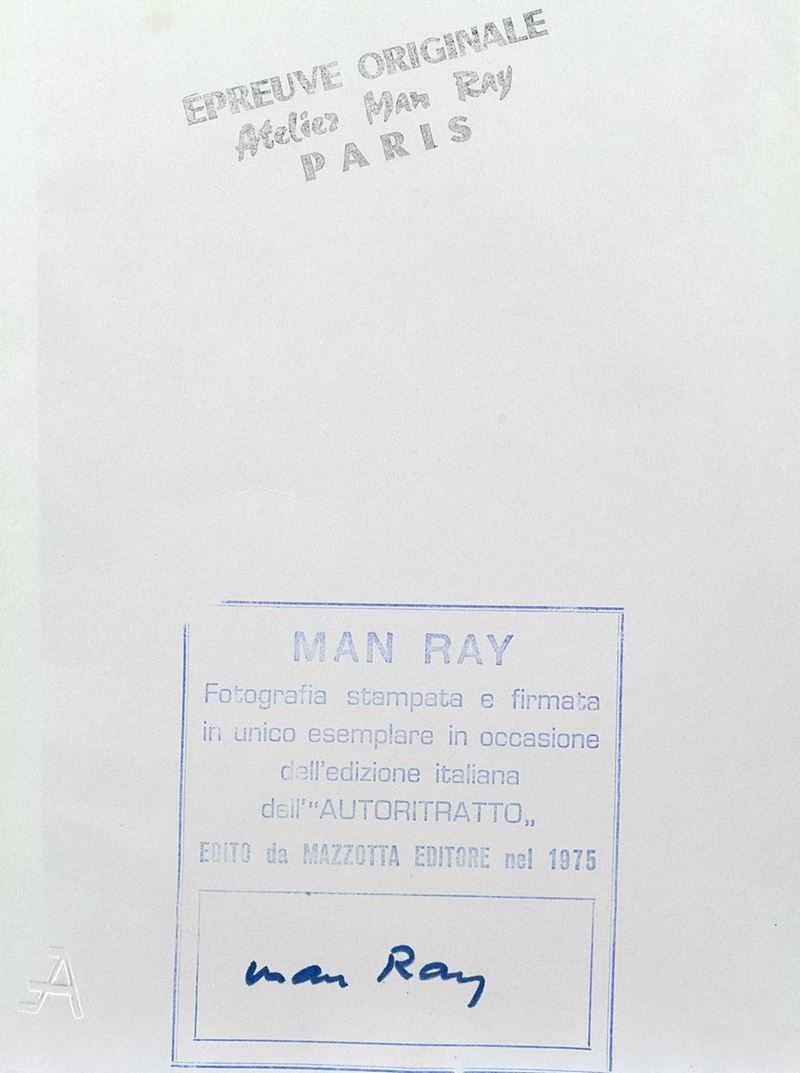 EPREUVE ORIGINALE
Atelier Man Ray
PARIS
MAN RAY
Fotografia stampata e firmata
in unico esemplare in occasione
dell'edizione italiana
dell'“AUTORITRATTO„
EDITO da MAZZOTTA EDITORE nel 1975
man Ray